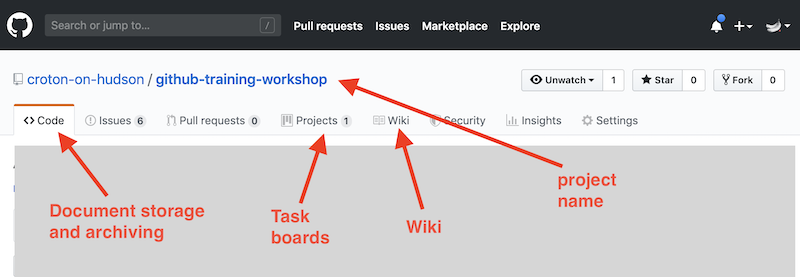 Search or jump to... / Pull requests Issues Marketplace Explore
croton-on-hudson / github-training-workshop Unwatch 1 Star 0 Fork 0
Code Issues 6 Pull requests 0 Projects 1 Wiki Security Insights Settings
Document storage
and archiving
Task
boards
Wiki
project
name